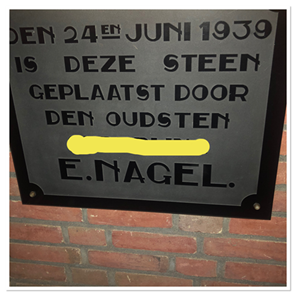 DEN 24EN JUNI 1939
IS DEZE STEEN
GEPLAATST DOOR
DEN OUDSTEN
E.NAGEL.